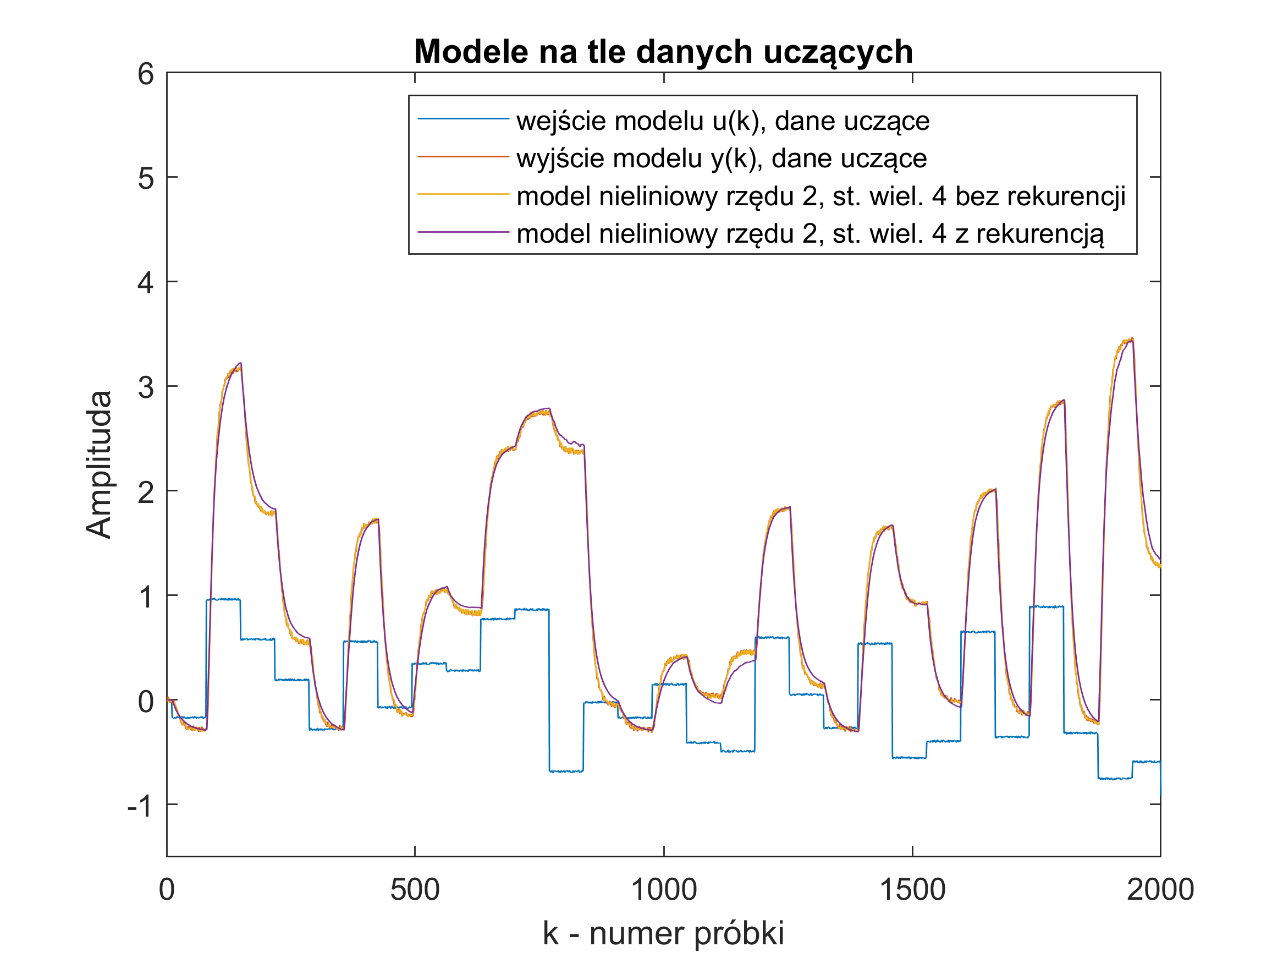 Modele na tle danych uczących
6
wejście modelu u(k), dane uczące
wyjście modelu y(k), dane uczące
5
model nieliniowy rzędu 2, st. wiel. 4 bez rekurencji
model nieliniowy rzędu 2, st. wiel. 4 z rekurencją
4
3
Amplituda
2
1
0
-1
0 500 1000 1500 2000
k - numer próbki